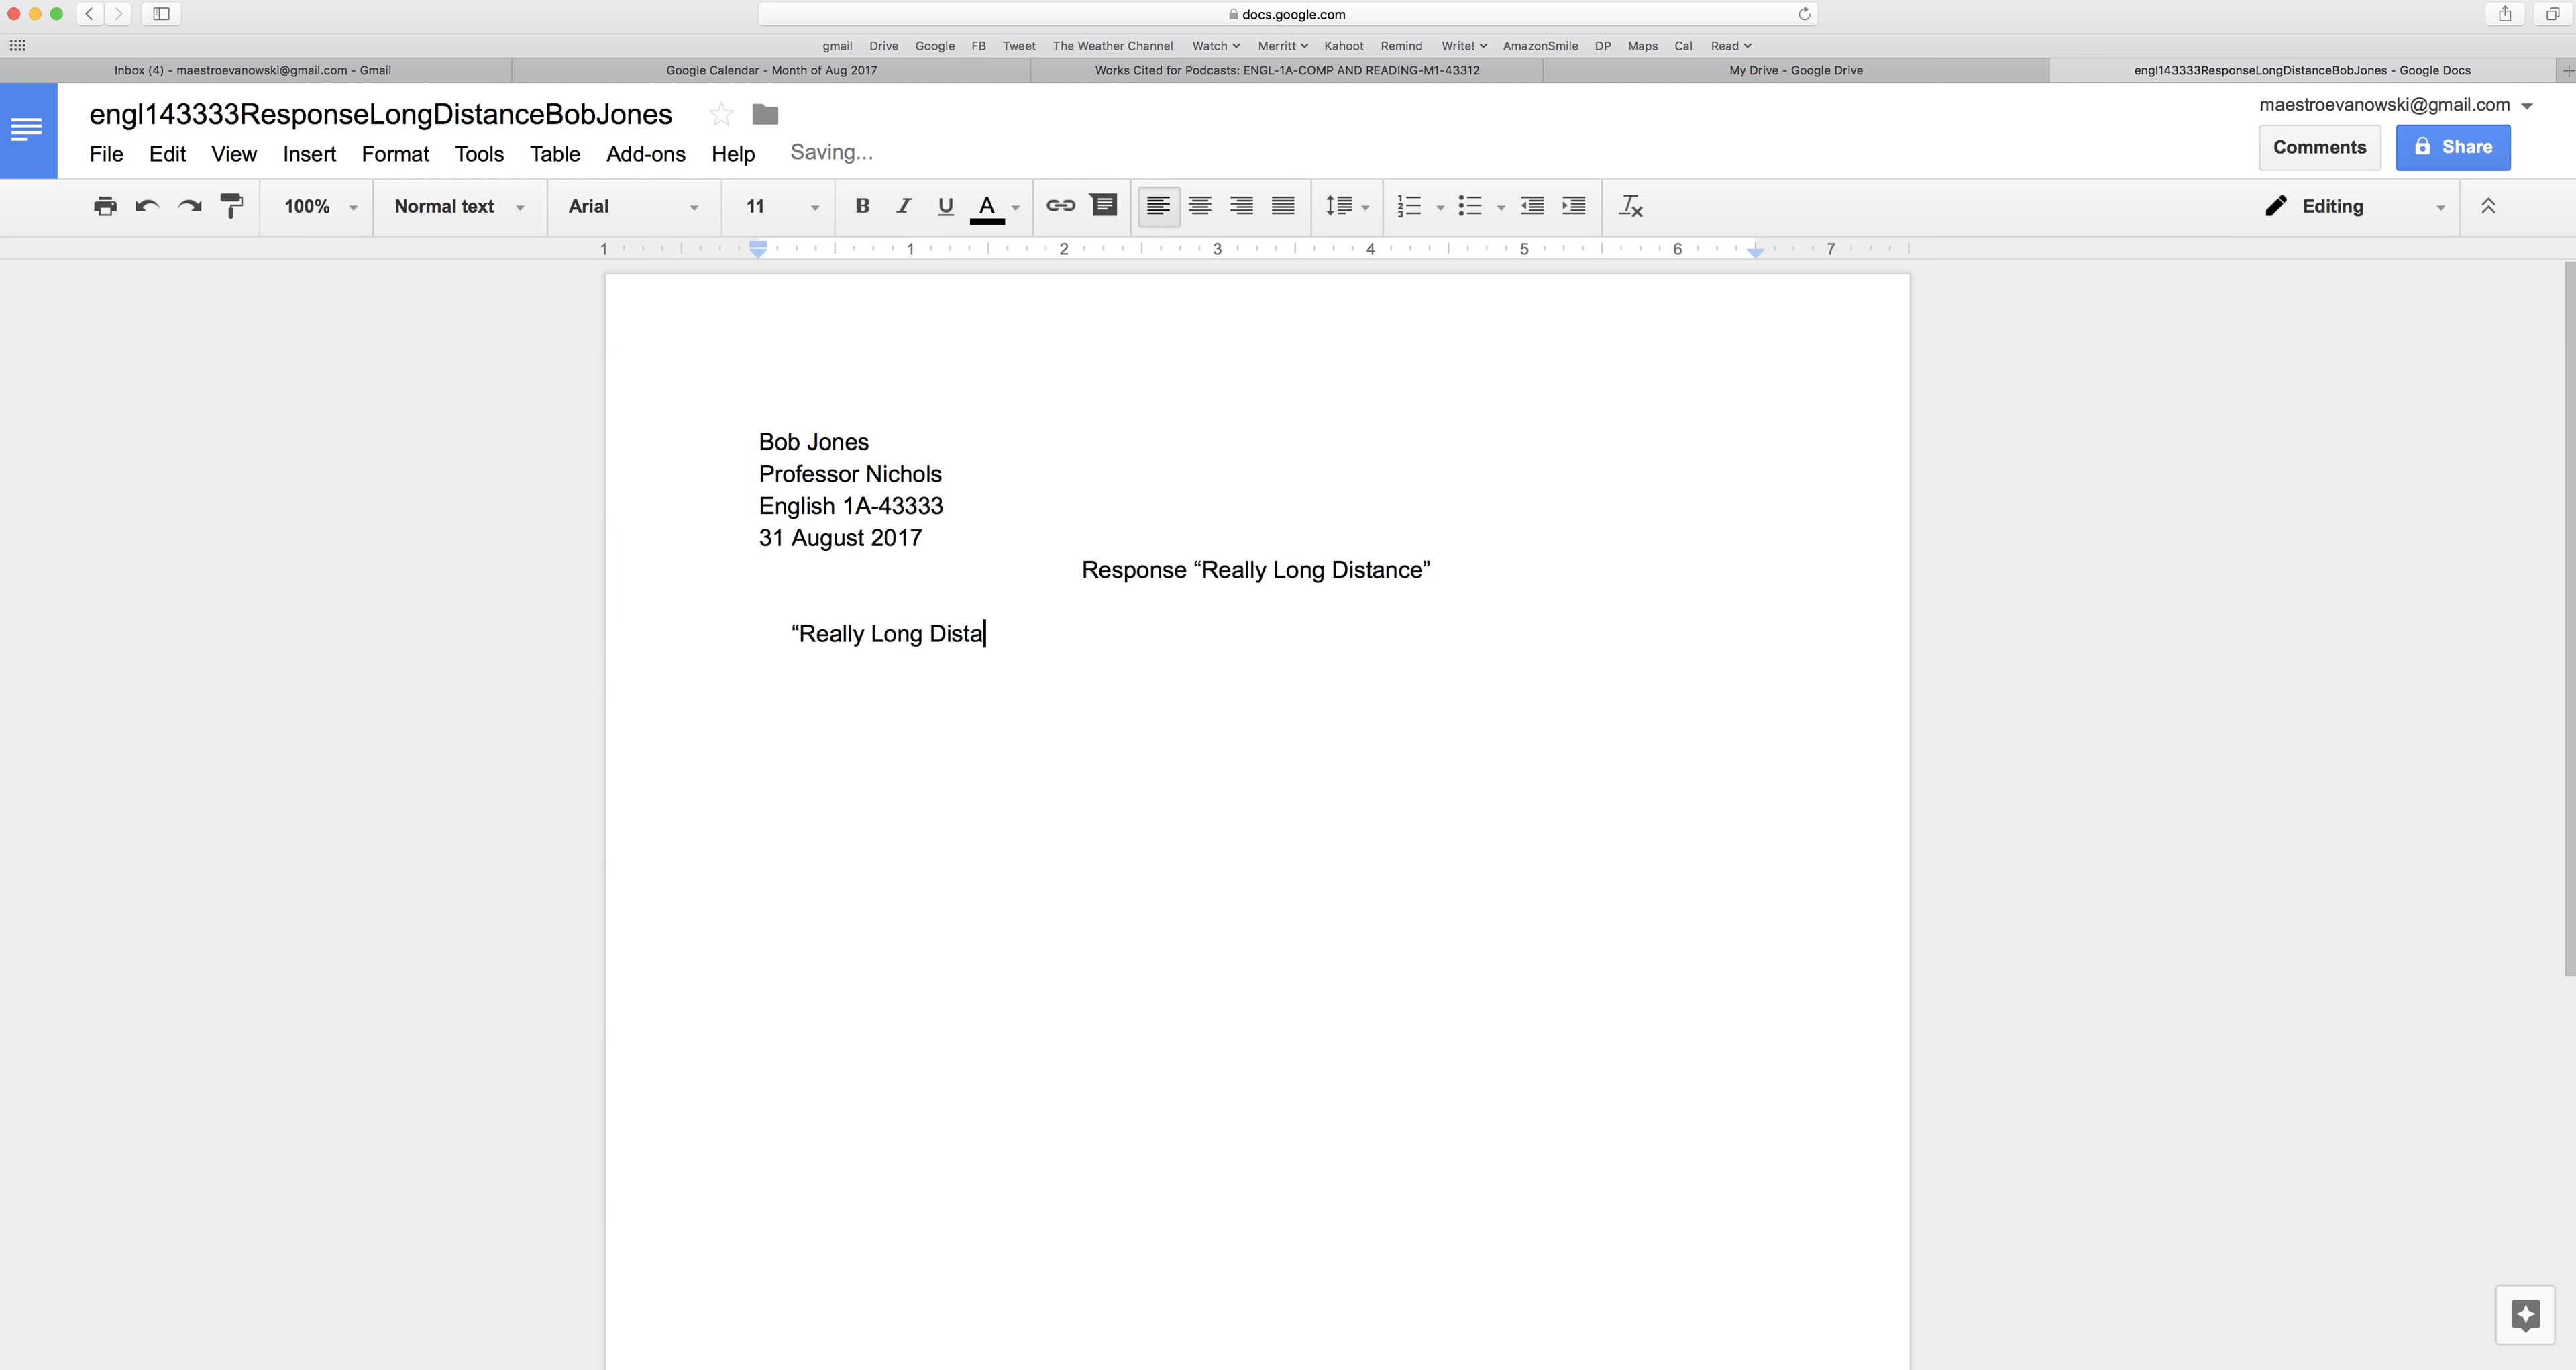 docs.google.com
gmail Drive Google FB Tweet The Weather Channel Watch Merritt Kahoot Remind Write! AmazonSmile DP Maps Cal Read
Inbox (4) - maestroevanowski@gmail.com - Gmail Google Calendar - Month of Aug 2017 Works Cited for Podcasts: ENGL-1A-COMP AND READING-M1-43312 My Drive - Google Drive engl143333ResponseLongDistanceBobJones - Google Docs
engl143333ResponseLongDistanceBobJones maestroevanowski@gmail.com
File Edit View Insert Format Tools Table Add-ons Help Saving... Comments Share
100% Normal text Arial 11 B I U A Editing
1 1 2 3 4 5 6 7
Bob Jones
Professor Nichols
English 1A-43333
31 August 2017
Response “Really Long Distance”
“Really Long Dista